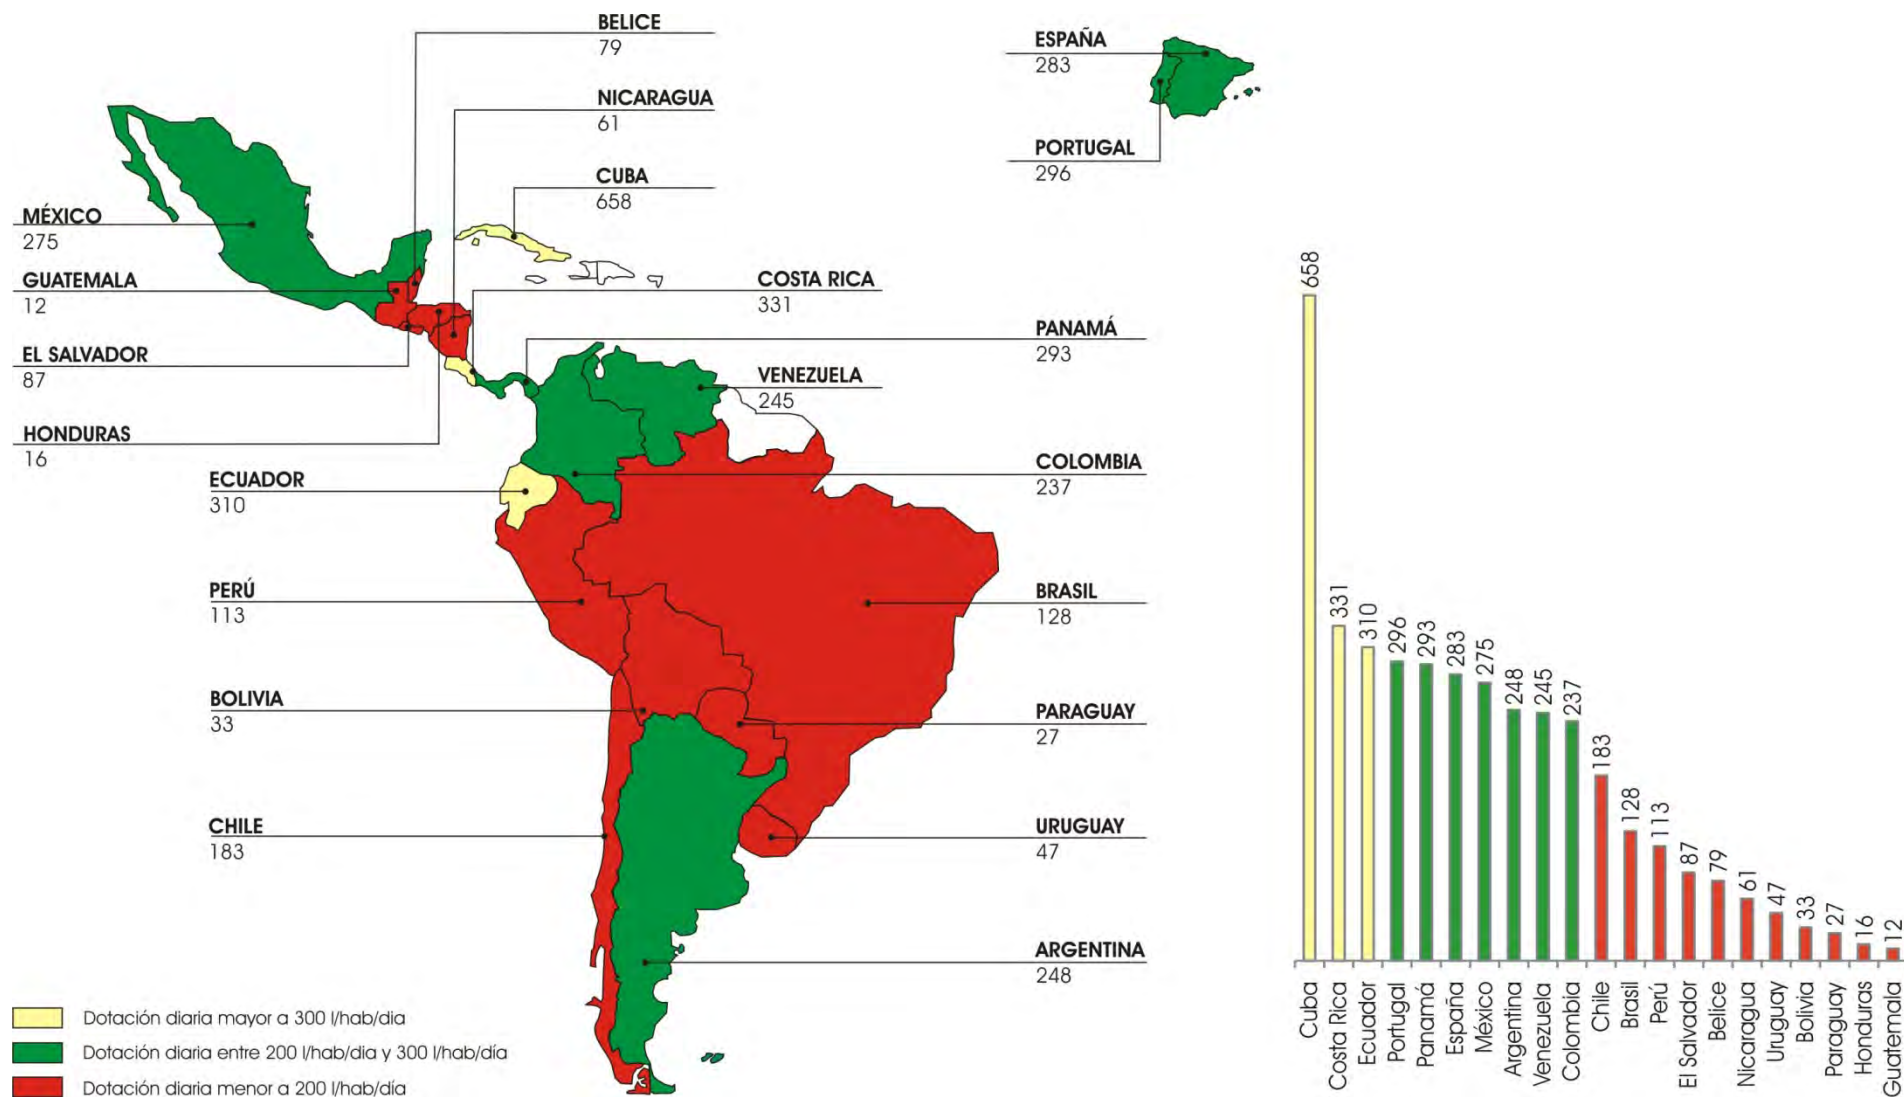 BELICE
79
NICARAGUA
61
CUBA
658
ESPAÑA
283
PORTUGAL
296
MÉXICO
275
GUATEMALA
12
EL SALVADOR
87
HONDURAS
16
COSTA RICA
331
PANAMÁ
293
VENEZUELA
245
COLOMBIA
237
ECUADOR
310
PERÚ
113
BRASIL
128
BOLIVIA
33
PARAGUAY
27
CHILE
183
URUGUAY
47
ARGENTINA
248
Dotación diaria mayor a 300 l/hab/dia
Dotación diaria entre 200 l/hab/dia y 300 l/hab/día
Dotación diaria menor a 200 l/hab/día
658
331
310
296
293
283
275
248
245
237
183
128
113
87
79
61
47
33
27
16
12
Cuba
Costa Rica
Ecuador
Portugal
Panamá
España
México
Argentina
Venezuela
Colombia
Chile
Brasil
Perú
El Salvador
Belice
Nicaragua
Uruguay
Bolivia
Paraguay
Honduras
Guatemala